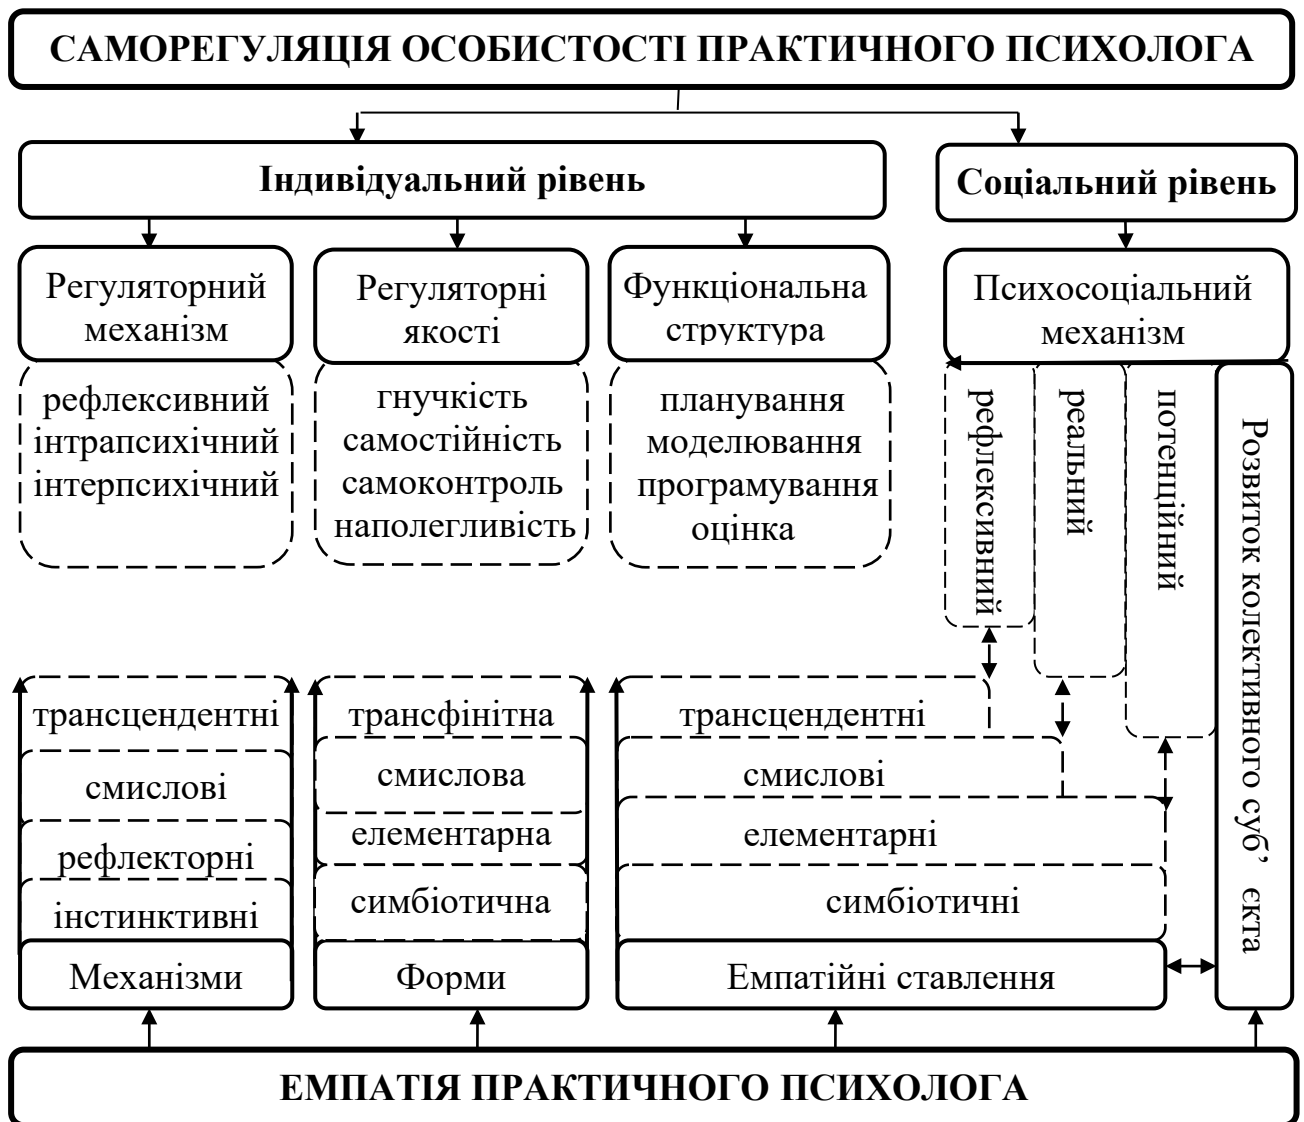 САМОРЕГУЛЯЦІЯ ОСОБИСТОСТІ ПРАКТИЧНОГО ПСИХОЛОГА
Індивідуальний рівень
Соціальний рівень
Регуляторний
механізм
Регуляторні
якості
Функціональна
структура
Психосоціальний
механізм
рефлексивний
інтрапсихічний
інтерпсихічний
гнучкість
самостійність
самоконтроль
наполегливість
планування
моделювання
програмування
оцінка
рефлексивний
реальний
потенційний
Розвиток колективного суб’ єкта
трансцендентні
смислові
рефлекторні
інстинктивні
Механізми
трансфінітна
смислова
елементарна
симбіотична
Форми
трансцендентні
смислові
елементарні
симбіотичні
Емпатійні ставлення
ЕМПАТІЯ ПРАКТИЧНОГО ПСИХОЛОГА